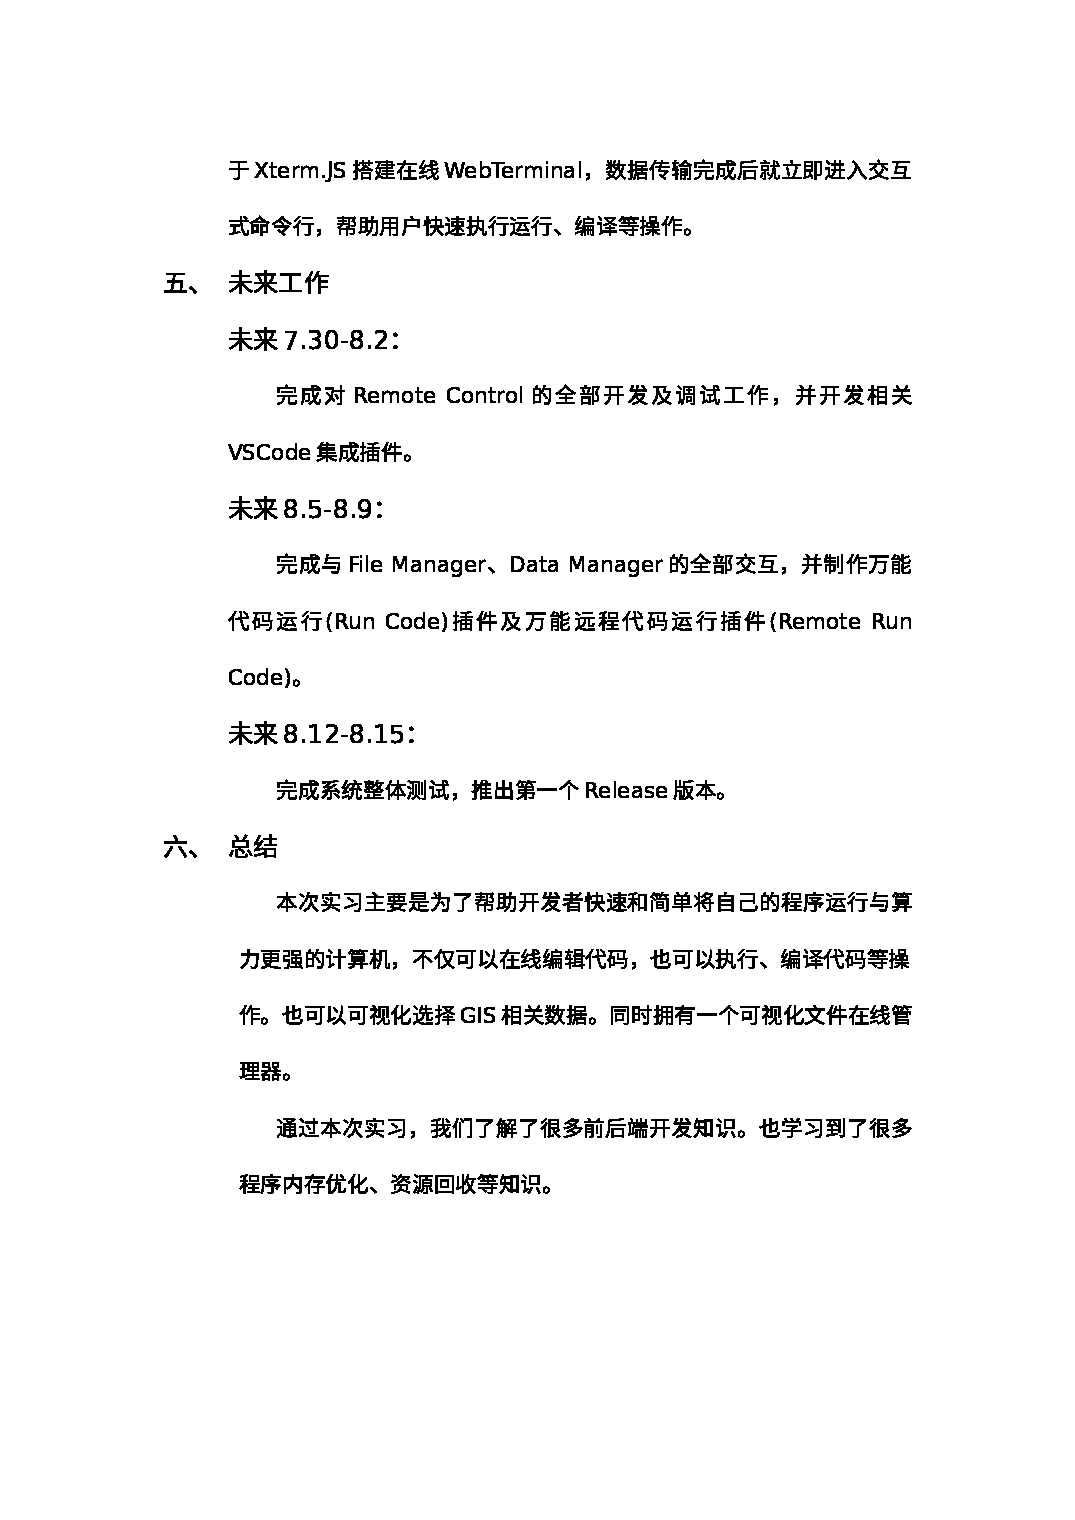 于 Xterm.JS 搭建在线 WebTerminal，数据传输完成后就立即进入交互
式命令行，帮助用户快速执行运行、编译等操作。
五、 未来工作
未来 7.30-8.2：
完成对 Remote Control 的全部开发及调试工作，并开发相关
VSCode 集成插件。
未来 8.5-8.9：
完成与 File Manager、Data Manager 的全部交互，并制作万能
代码运行(Run Code)插件及万能远程代码运行插件(Remote Run
Code)。
未来 8.12-8.15：
完成系统整体测试，推出第一个 Release 版本。
六、 总结
本次实习主要是为了帮助开发者快速和简单将自己的程序运行与算
力更强的计算机，不仅可以在线编辑代码，也可以执行、编译代码等操
作。也可以可视化选择 GIS 相关数据。同时拥有一个可视化文件在线管
理器。
通过本次实习，我们了解了很多前后端开发知识。也学习到了很多
程序内存优化、资源回收等知识。